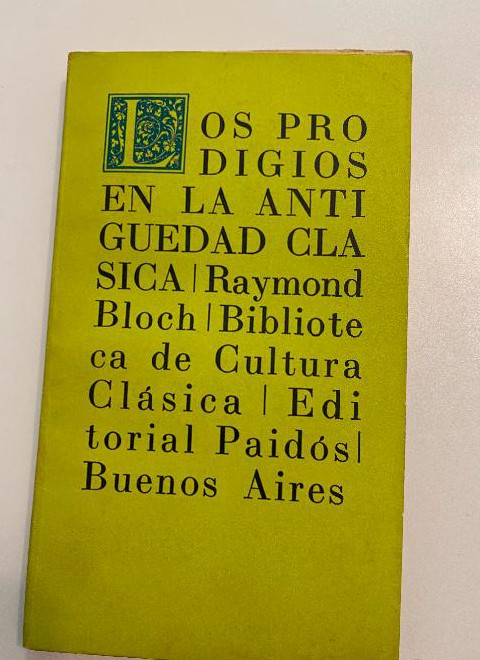 LOS PRO
DIGIOS
EN LA ANTI
GUEDAD CLA
SICA | Raymond
Bloch | Bibliote
ca de Cultura
Clásica | Edi
torial Paidós |
Buenos Aires